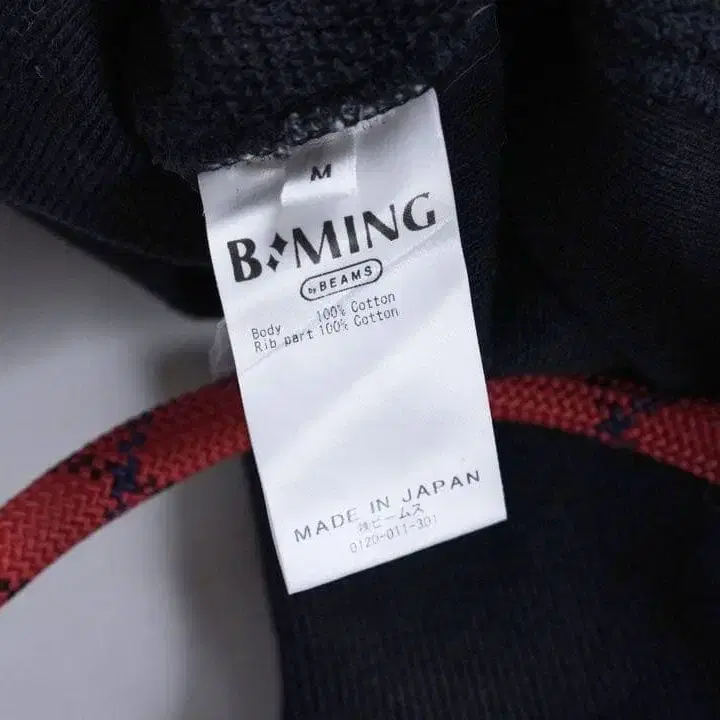 M
B:MING
by BEAMS
Body 100% Cotton
Rib part 100% Cotton
MADE IN JAPAN
㈱ビームス
0120-011-301